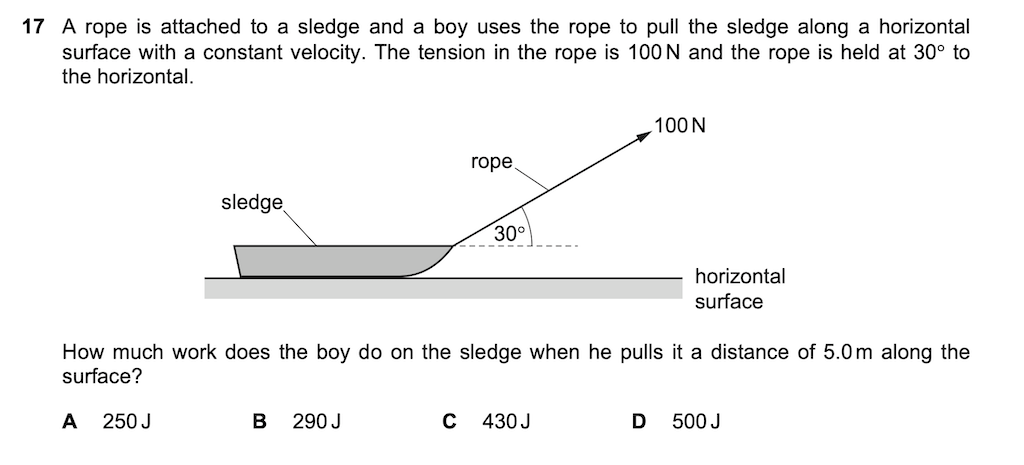 17 A rope is attached to a sledge and a boy uses the rope to pull the sledge along a horizontal
surface with a constant velocity. The tension in the rope is 100 N and the rope is held at 30° to
the horizontal.
100 N
rope
sledge
30°
horizontal
surface
How much work does the boy do on the sledge when he pulls it a distance of 5.0 m along the
surface?
A 250 J B 290 J C 430 J D 500 J